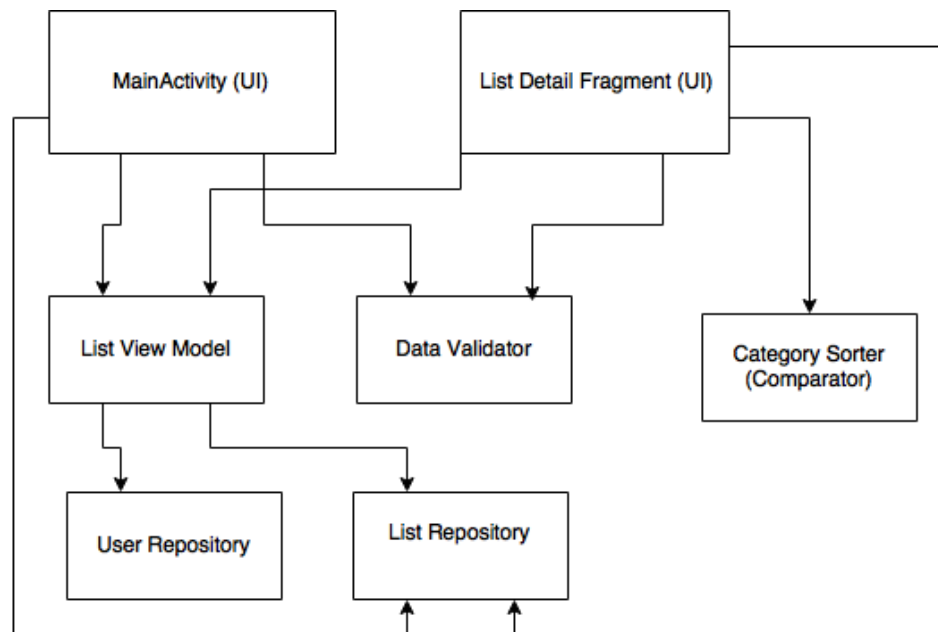 MainActivity (UI)
List Detail Fragment (UI)
List View Model
Data Validator
Category Sorter
(Comparator)
User Repository
List Repository